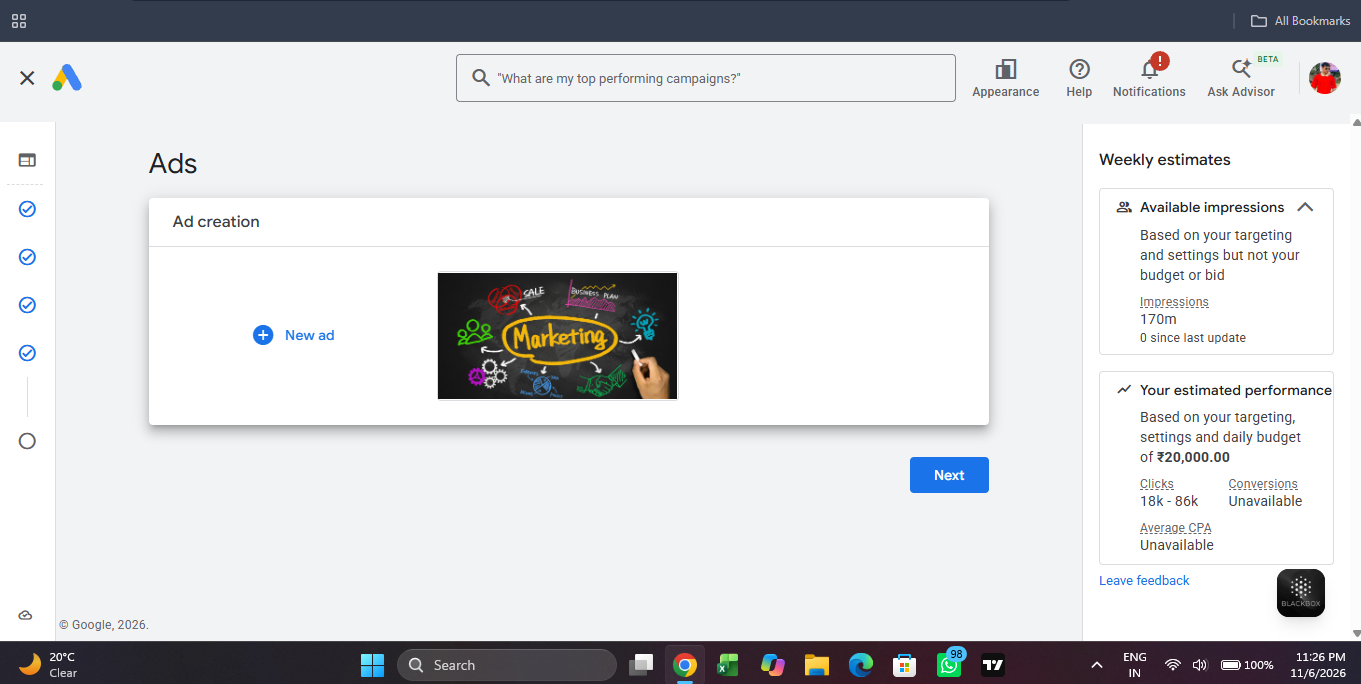 All Bookmarks
"What are my top performing campaigns?"
Appearance
Help
!
Notifications
BETA
Ask Advisor
Ads
Ad creation
New ad
SALE
BUSINESS PLAN
Marketing
Next
Weekly estimates
Available impressions
Based on your targeting
and settings but not your
budget or bid
Impressions
170m
0 since last update
Your estimated performance
Based on your targeting,
settings and daily budget
of ₹20,000.00
Clicks
Conversions
18k - 86k
Unavailable
Average CPA
Unavailable
Leave feedback
BLACKBOX
© Google, 2026.
20°C
Clear
Search
98
ENG
IN
100%
11:26 PM
11/6/2026